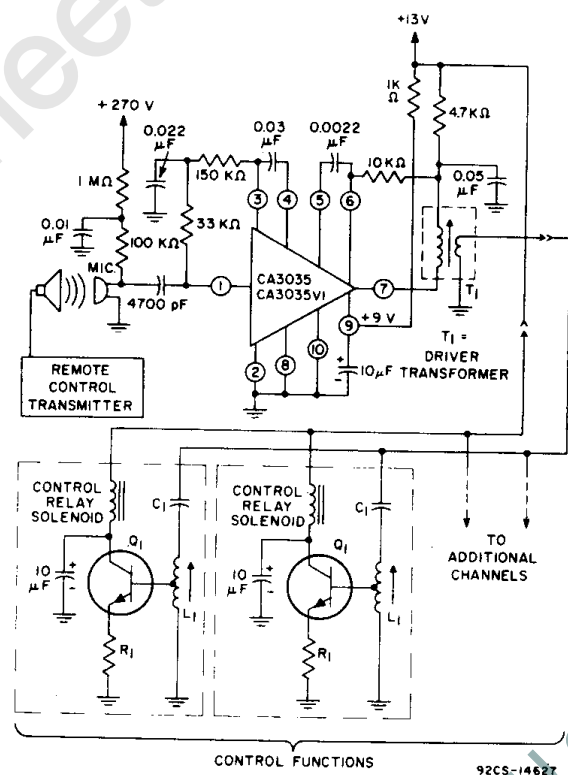 +13V
+270 V
1K
Ω
4.7KΩ
0.022
μF
0.03
μF
0.0022
μF
10KΩ
150 KΩ
0.05
μF
1 MΩ
0.01
μF
33 KΩ
100 KΩ
3
4
5
6
MIC.
4700 pF
1
CA3035
CA3035V1
7
T1
2
8
10
9
+9 V
10μF
+
-
T1 =
DRIVER
TRANSFORMER
REMOTE
CONTROL
TRANSMITTER
CONTROL
RELAY
SOLENOID
C1
Q1
10
μF
+
-
L1
R1
CONTROL
RELAY
SOLENOID
C1
Q1
10
μF
+
-
L1
R1
TO
ADDITIONAL
CHANNELS
CONTROL FUNCTIONS
92CS-14627